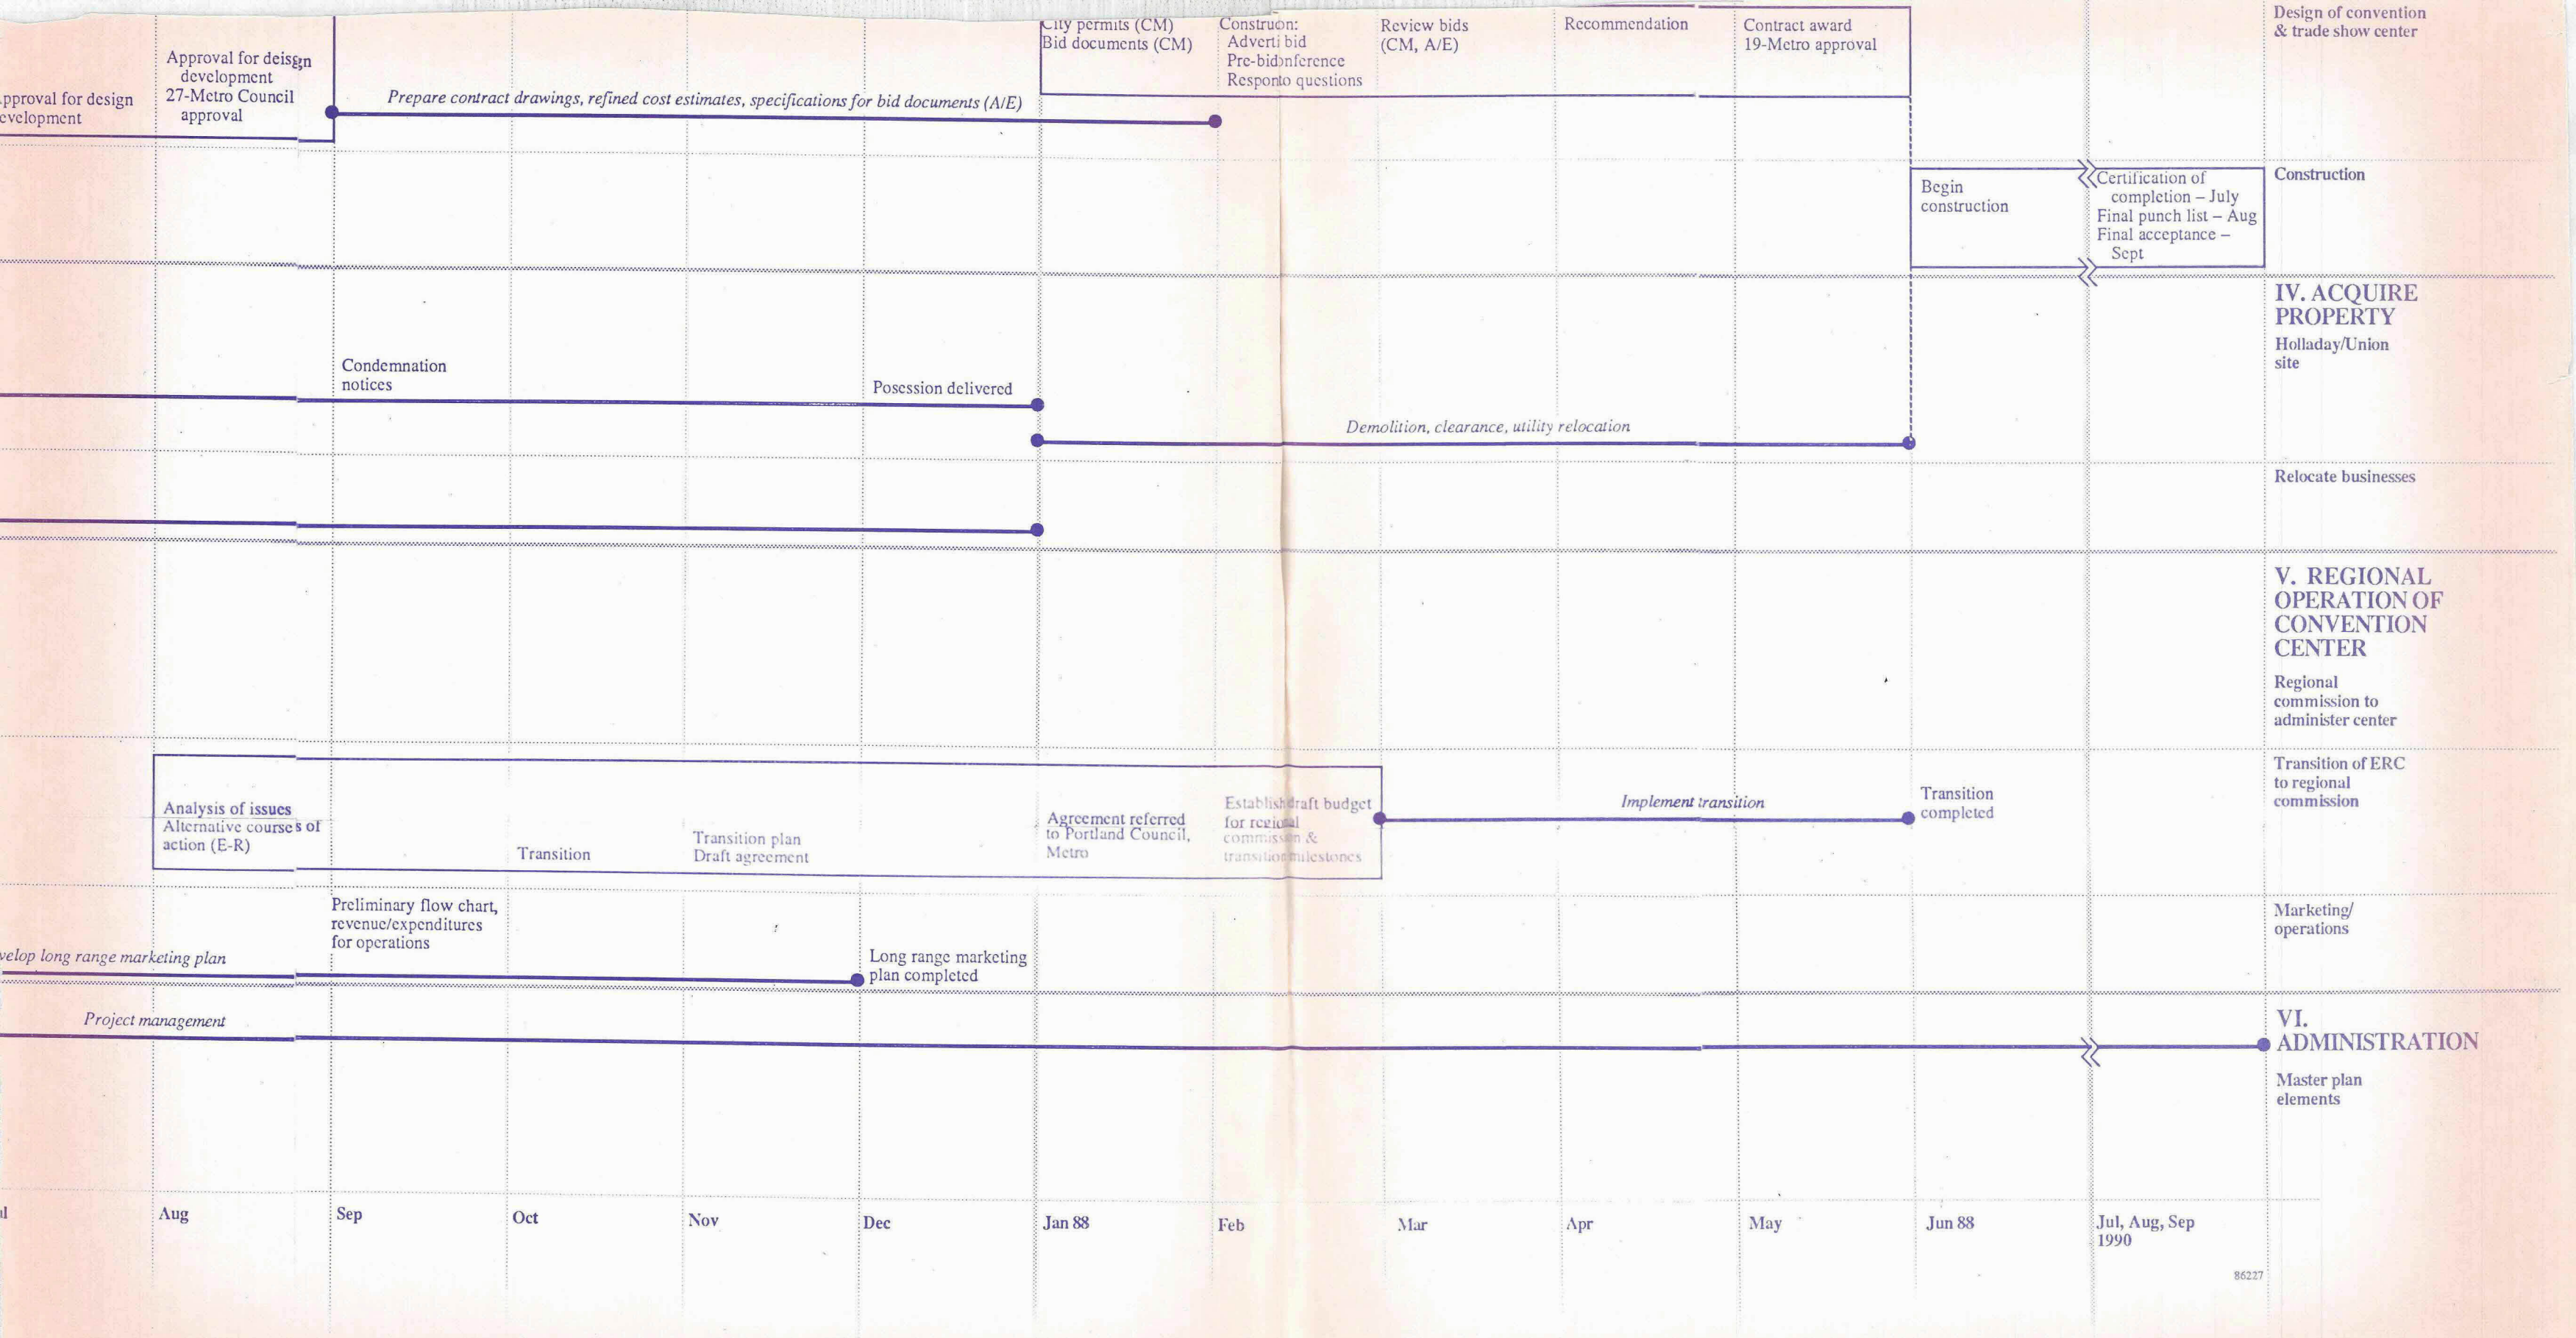 City permits (CM)
Bid documents (CM)
Adverti bid
Review bids
(CM, A/E)
Recommendation
Contract award
19-Metro approval
Design of convention
& trade show center
Approval for deisgn
development
27-Metro Council
approval
pproval for design
evelopment
Prepare contract drawings, refined cost estimates, specifications for bid documents (A/E)
Begin
construction
Certification of
completion – July
Final punch list – Aug
Final acceptance –
Sept
Construction
IV. ACQUIRE
PROPERTY
Holladay/Union
site
Condemnation
notices
Posession delivered
Demolition, clearance, utility relocation
Relocate businesses
V. REGIONAL
OPERATION OF
CONVENTION
CENTER
Regional
commission to
administer center
Analysis of issues
Alternative courses of
action (E-R)
Transition
Transition plan
Draft agreement
Agreement referred
to Portland Council,
Metro
Establish draft budget
for regional
commission &
transition milestones
Implement transition
Transition
completed
Transition of ERC
to regional
commission
Preliminary flow chart,
revenue/expenditures
for operations
velop long range marketing plan
Long range marketing
plan completed
Marketing/
operations
Project management
VI.
ADMINISTRATION
Master plan
elements
Aug
Sep
Oct
Nov
Dec
Jan 88
Feb
Mar
Apr
May
Jun 88
Jul, Aug, Sep
1990
86227